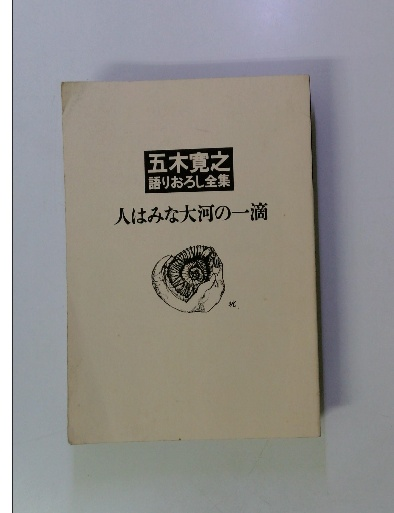 五木寛之
語りおろし全集
人はみな大河の一滴